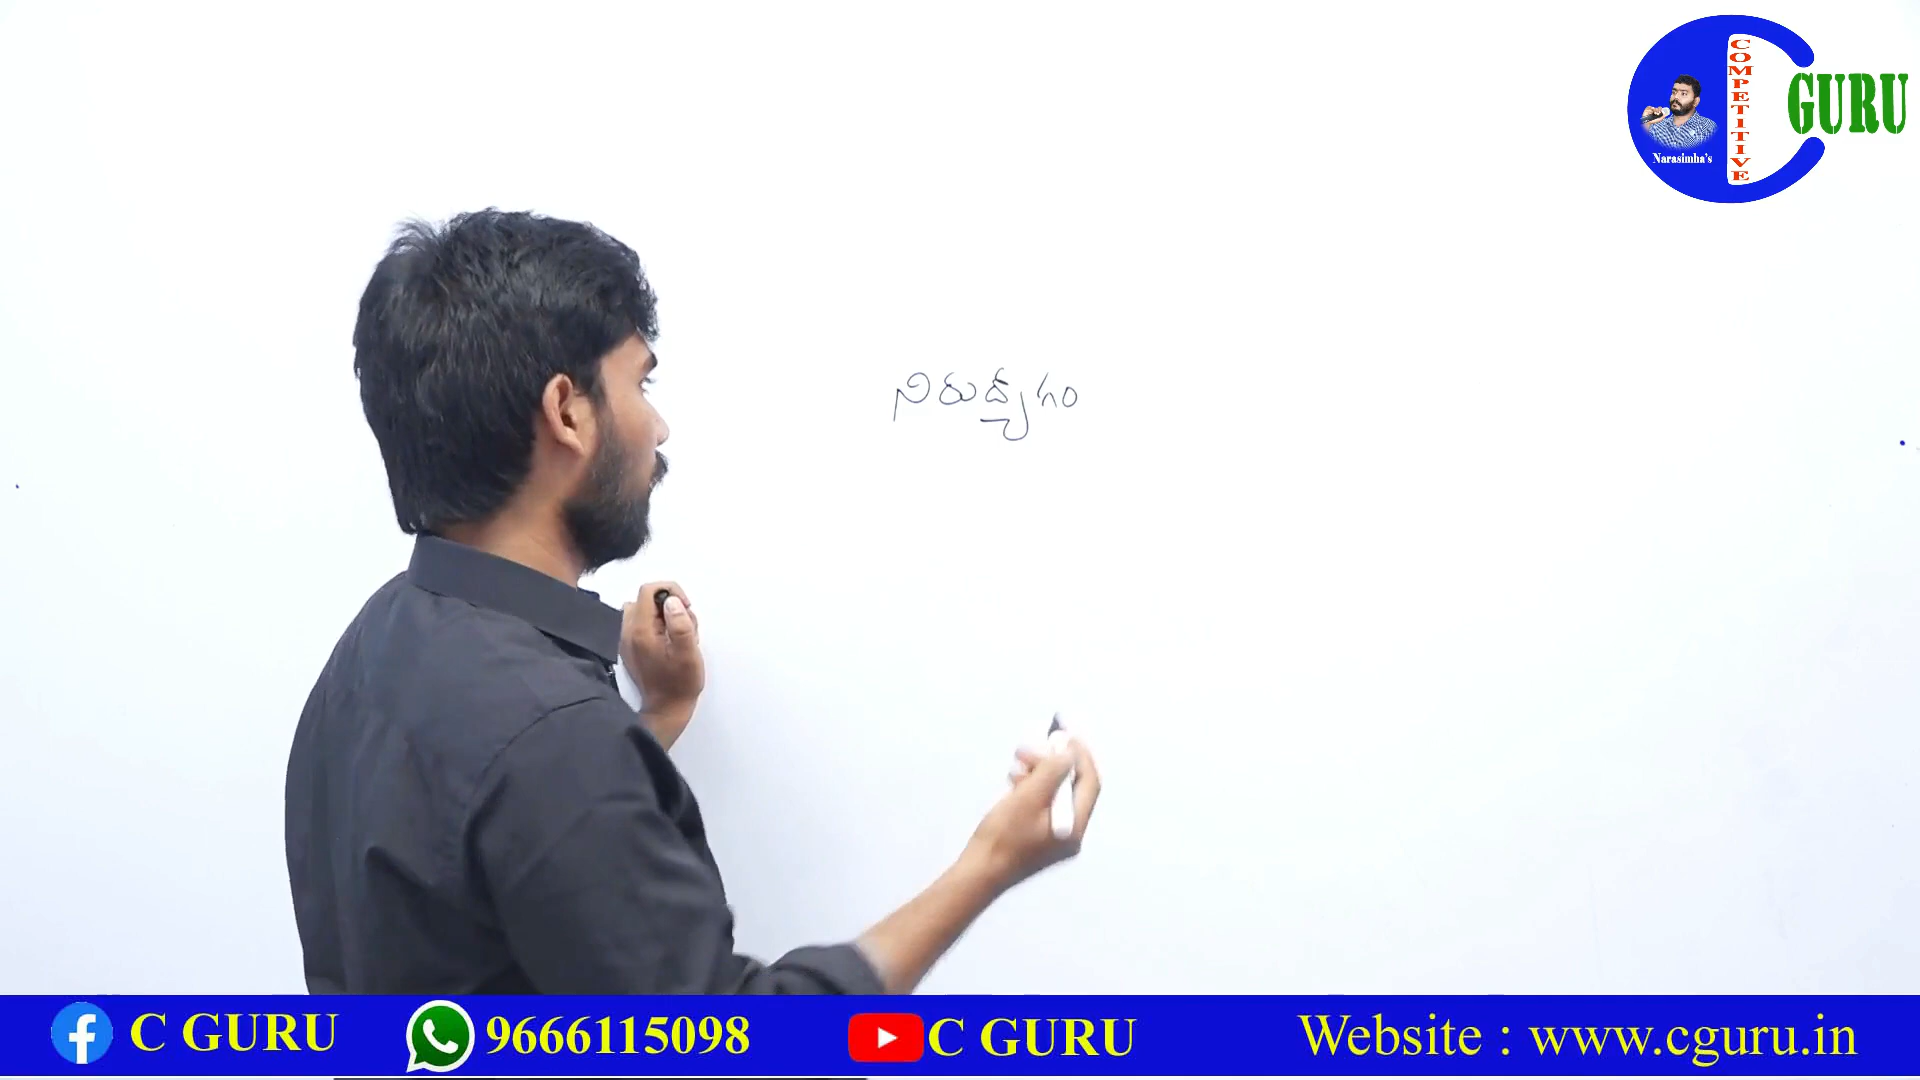 COMPETITIVE
GURU
Narasimha's
నిరుద్యోగం
C GURU
9666115098
C GURU
Website : www.cguru.in